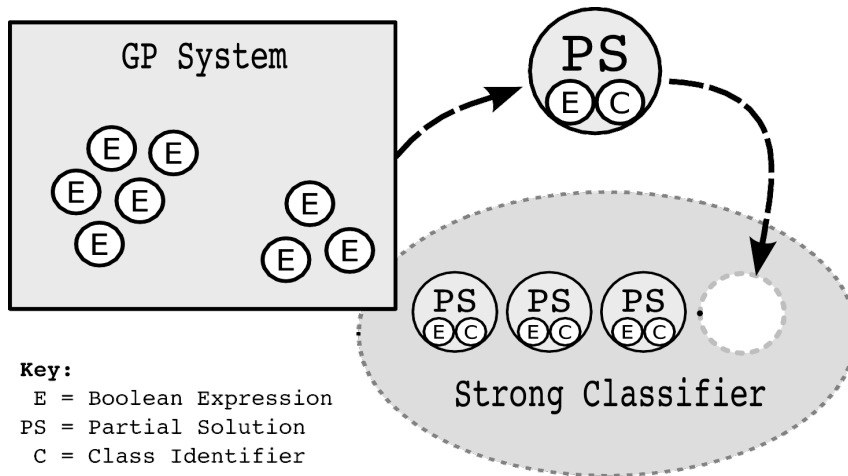 GP System
PS
E C
E E
E E
E
E
E E
PS PS PS
E C E C E C
Strong Classifier
Key:
E = Boolean Expression
PS = Partial Solution
C = Class Identifier